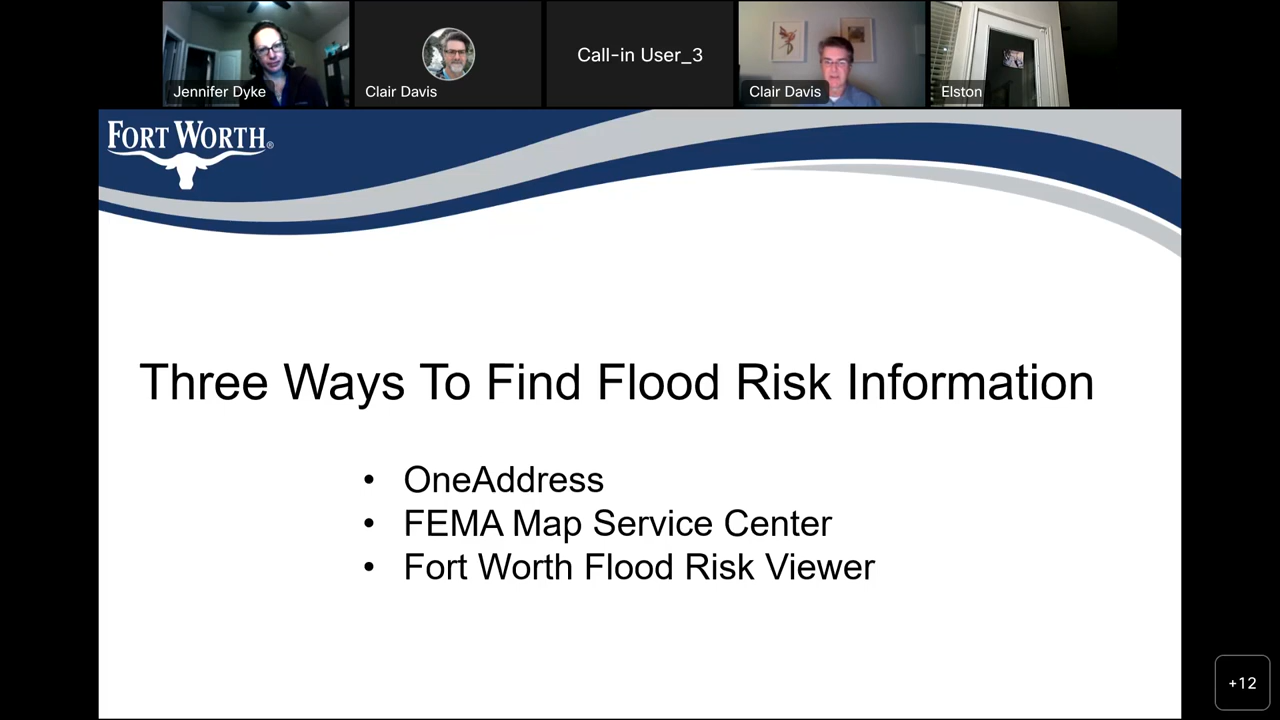 Jennifer Dyke
Clair Davis
Call-in User_3
Clair Davis
Elston
FORT WORTH®
Three Ways To Find Flood Risk Information
• OneAddress
• FEMA Map Service Center
• Fort Worth Flood Risk Viewer
+12